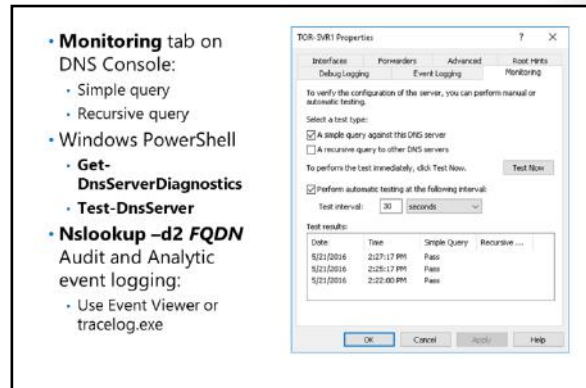 • Monitoring tab on
DNS Console:
• Simple query
• Recursive query
• Windows PowerShell
• Get-
DnsServerDiagnostics
• Test-DnsServer
• Nslookup –d2 FQDN
Audit and Analytic
event logging:
• Use Event Viewer or
tracelog.exe
TOR-SVR1 Properties ? ×
Interfaces Forwarders Advanced Root Hints
Debug Logging Event Logging Monitoring
To verify the configuration of the server, you can perform manual or
automatic testing.
Select a test type:
A simple query against this DNS server
A recursive query to other DNS servers
To perform the test immediately, click Test Now. Test Now
Perform automatic testing at the following interval:
Test interval: 30 seconds
Test results:
Date Time Simple Query Recursive ...
5/21/2016 2:27:17 PM Pass
5/21/2016 2:25:17 PM Pass
5/21/2016 2:22:00 PM Pass
OK Cancel Apply Help